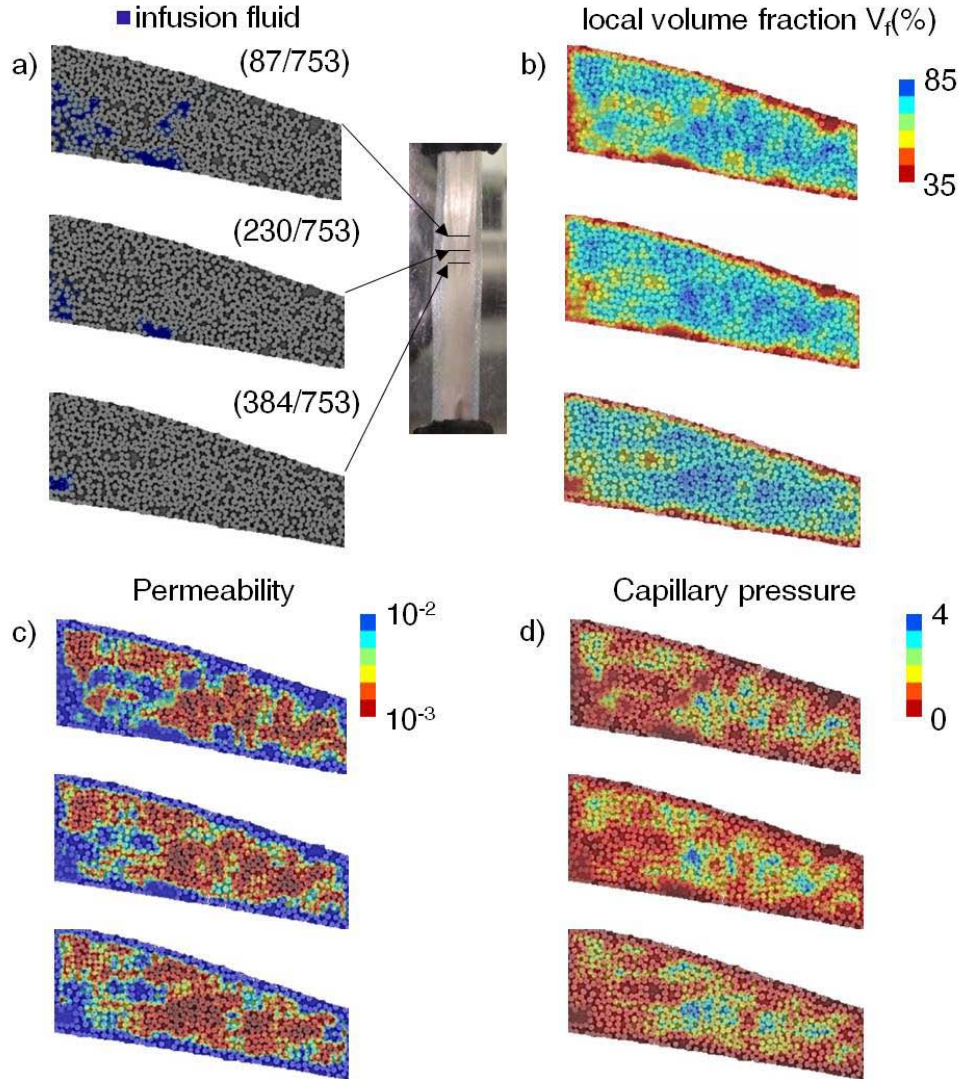 infusion fluid
local volume fraction V_f(%)
a)
(87/753)
b)
85
35
(230/753)
(384/753)
Permeability
Capillary pressure
c)
10^-2
10^-3
d)
4
0